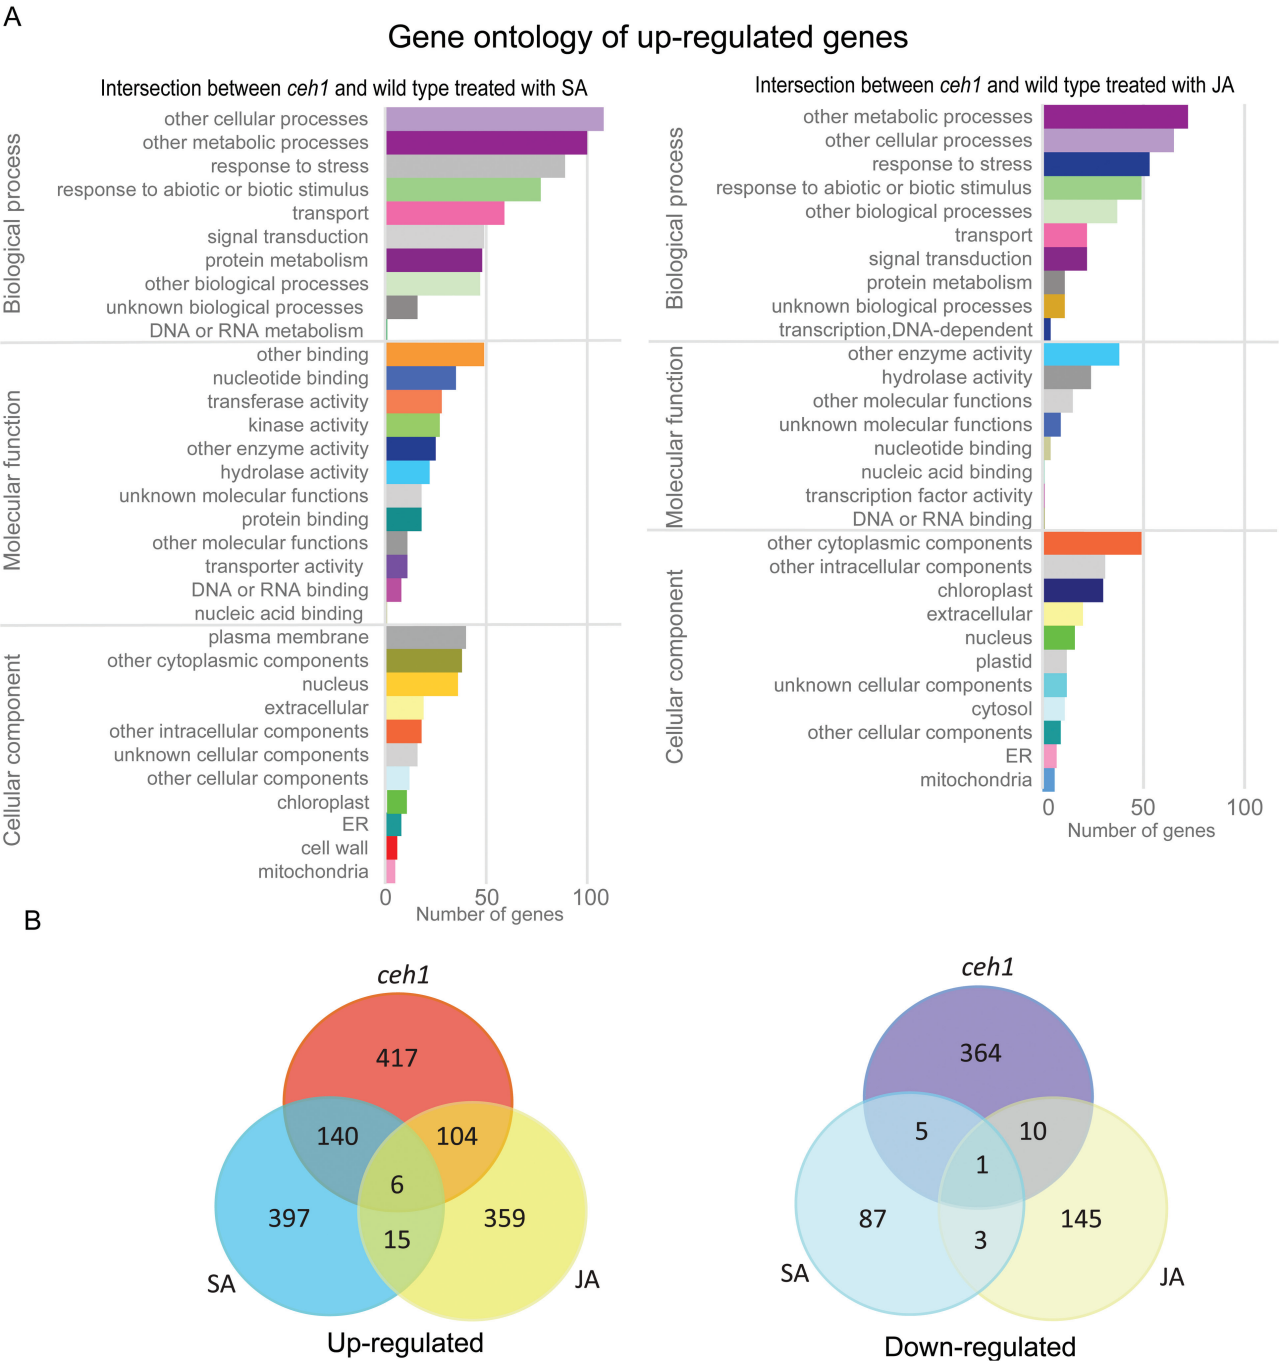 A
Gene ontology of up-regulated genes
Intersection between ceh1 and wild type treated with SA
Biological process
other cellular processes
other metabolic processes
response to stress
response to abiotic or biotic stimulus
transport
signal transduction
protein metabolism
other biological processes
unknown biological processes
DNA or RNA metabolism
Molecular function
other binding
nucleotide binding
transferase activity
kinase activity
other enzyme activity
hydrolase activity
unknown molecular functions
protein binding
other molecular functions
transporter activity
DNA or RNA binding
nucleic acid binding
Cellular component
plasma membrane
other cytoplasmic components
nucleus
extracellular
other intracellular components
unknown cellular components
other cellular components
chloroplast
ER
cell wall
mitochondria
0 50 100
Number of genes
Intersection between ceh1 and wild type treated with JA
Biological process
other metabolic processes
other cellular processes
response to stress
response to abiotic or biotic stimulus
other biological processes
transport
signal transduction
protein metabolism
unknown biological processes
transcription,DNA-dependent
Molecular function
other enzyme activity
hydrolase activity
other molecular functions
unknown molecular functions
nucleotide binding
nucleic acid binding
transcription factor activity
DNA or RNA binding
Cellular component
other cytoplasmic components
other intracellular components
chloroplast
extracellular
nucleus
plastid
unknown cellular components
cytosol
other cellular components
ER
mitochondria
0 50 100
Number of genes
B
ceh1
417
140 104
6
397 359
15
SA JA
Up-regulated
ceh1
364
5 10
1
87 145
3
SA JA
Down-regulated